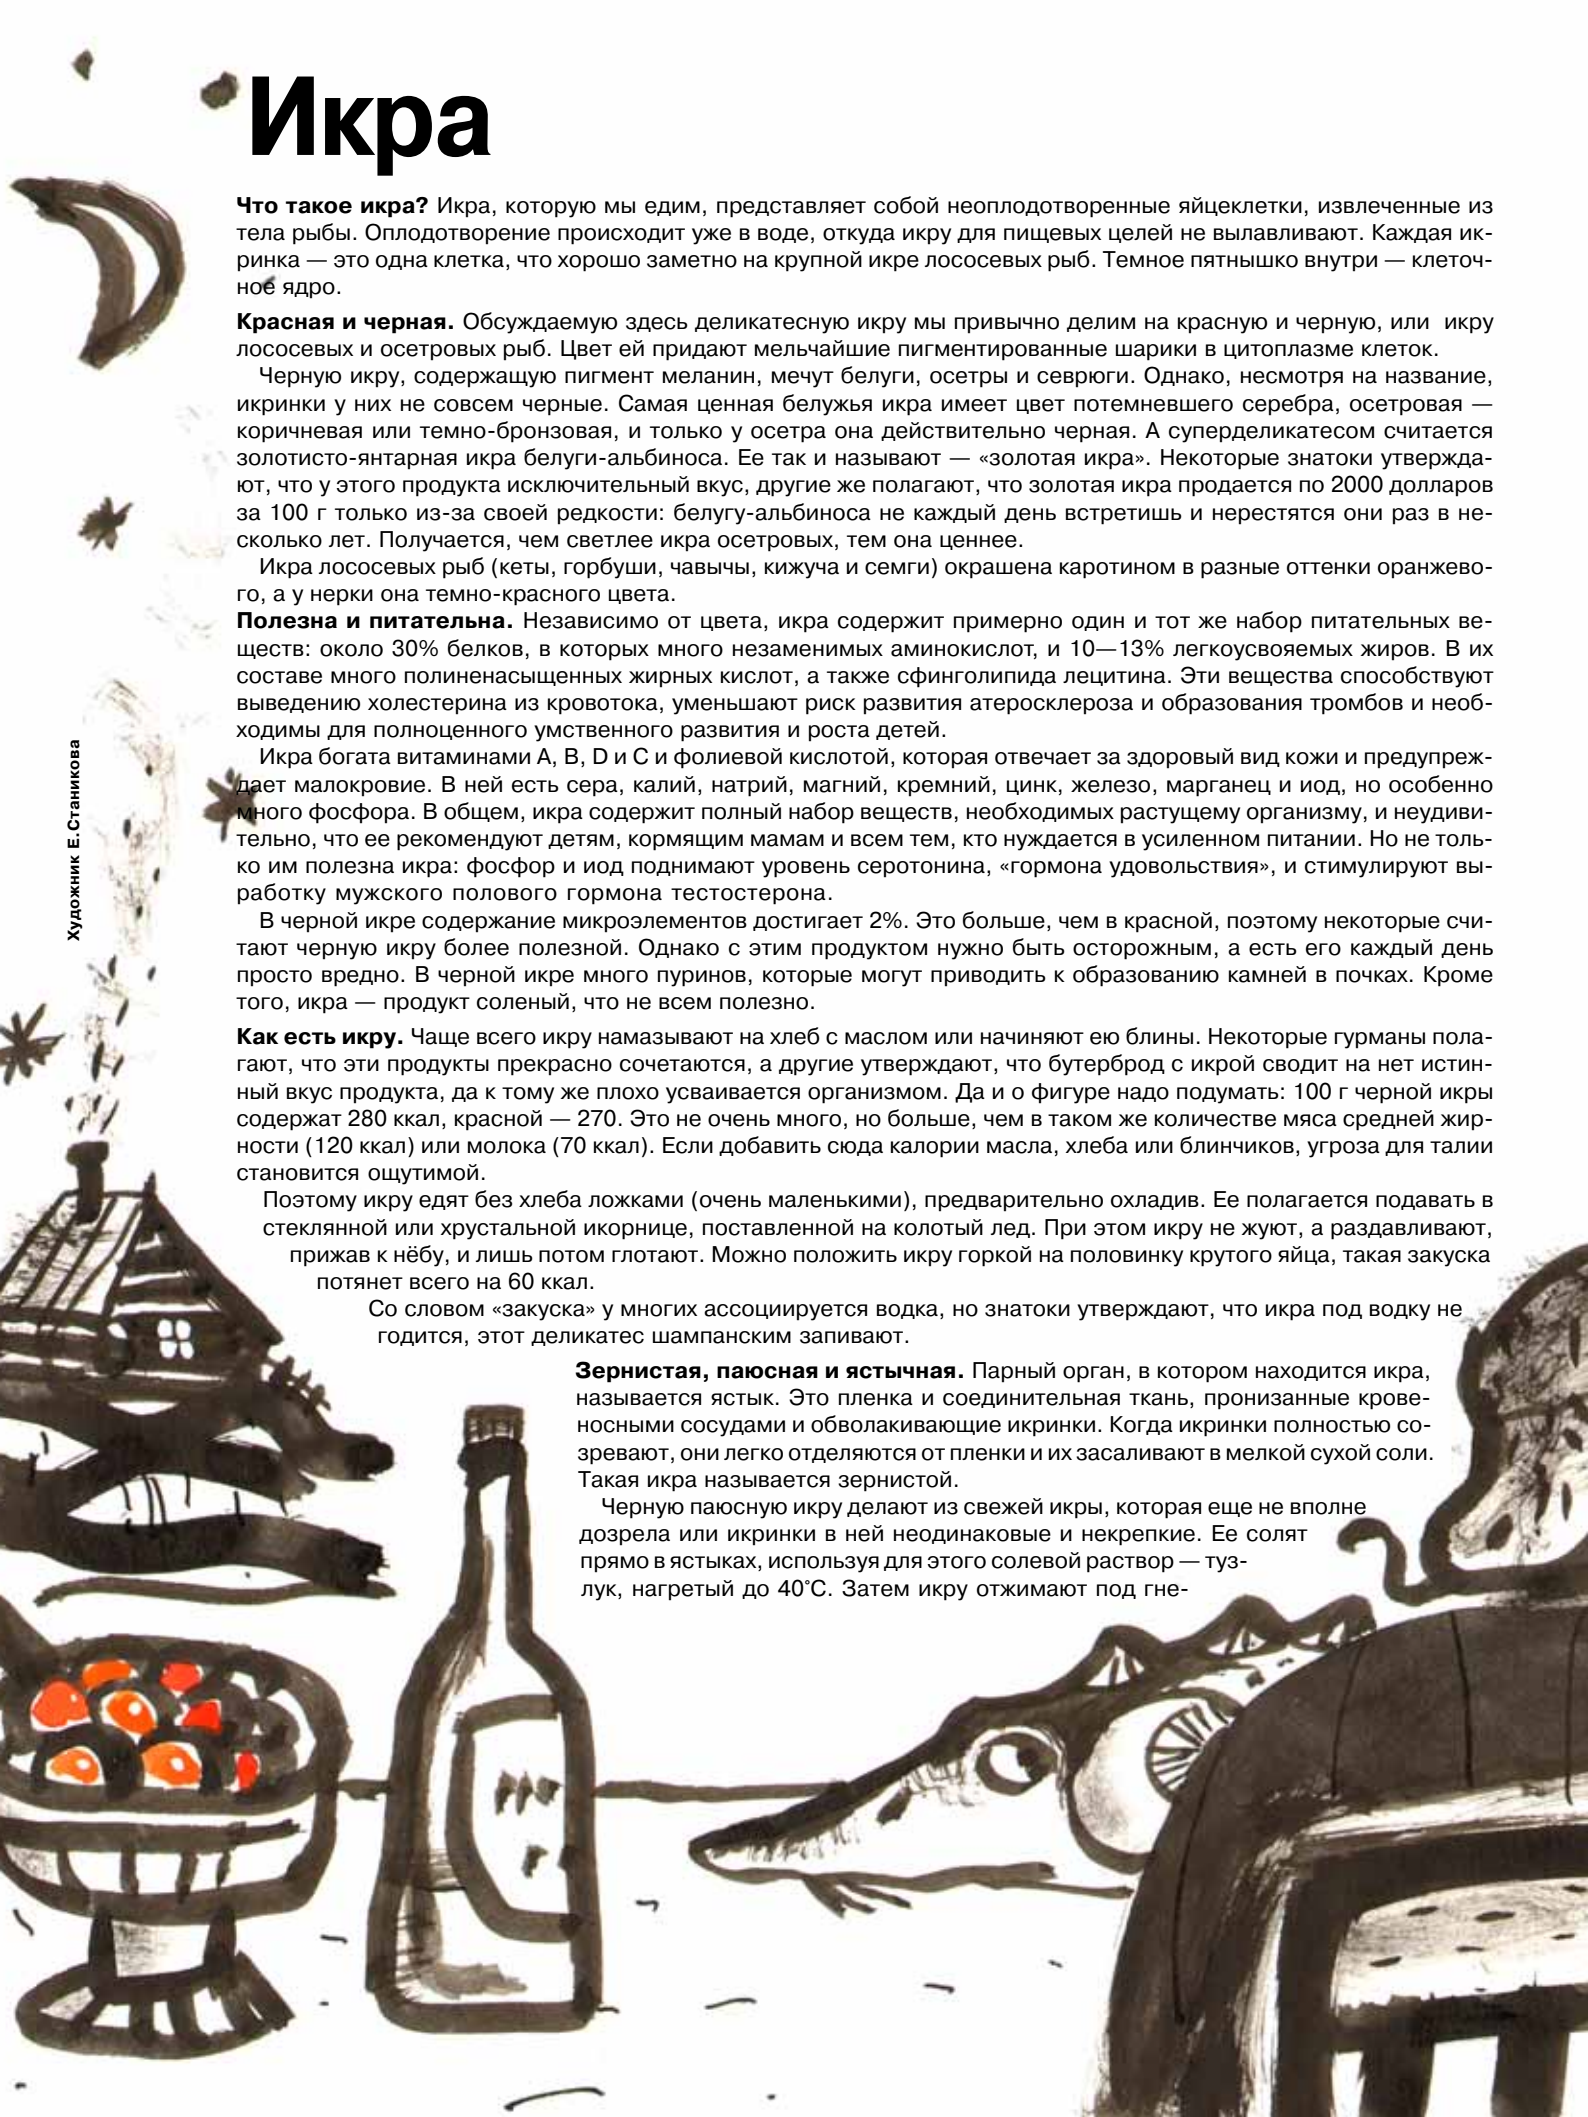 Икра
Что такое икра? Икра, которую мы едим, представляет собой неоплодотворенные яйцеклетки, извлеченные из
тела рыбы. Оплодотворение происходит уже в воде, откуда икру для пищевых целей не вылавливают. Каждая ик-
ринка — это одна клетка, что хорошо заметно на крупной икре лососевых рыб. Темное пятнышко внутри — клеточ-
ное ядро.
Красная и черная. Обсуждаемую здесь деликатесную икру мы привычно делим на красную и черную, или икру
лососевых и осетровых рыб. Цвет ей придают мельчайшие пигментированные шарики в цитоплазме клеток.
Черную икру, содержащую пигмент меланин, мечут белуги, осетры и севрюги. Однако, несмотря на название,
икринки у них не совсем черные. Самая ценная белужья икра имеет цвет потемневшего серебра, осетровая —
коричневая или темно-бронзовая, и только у осетра она действительно черная. А суперделикатесом считается
золотисто-янтарная икра белуги-альбиноса. Ее так и называют — «золотая икра». Некоторые знатоки утвержда-
ют, что у этого продукта исключительный вкус, другие же полагают, что золотая икра продается по 2000 долларов
за 100 г только из-за своей редкости: белугу-альбиноса не каждый день встретишь и нерестятся они раз в не-
сколько лет. Получается, чем светлее икра осетровых, тем она ценнее.
Икра лососевых рыб (кеты, горбуши, чавычы, кижуча и семги) окрашена каротином в разные оттенки оранжево-
го, а у нерки она темно-красного цвета.
Полезна и питательна. Независимо от цвета, икра содержит примерно один и тот же набор питательных ве-
ществ: около 30% белков, в которых много незаменимых аминокислот, и 10—13% легкоусвояемых жиров. В их
составе много полиненасыщенных жирных кислот, а также сфинголипида лецитина. Эти вещества способствуют
выведению холестерина из кровотока, уменьшают риск развития атеросклероза и образования тромбов и необ-
ходимы для полноценного умственного развития и роста детей.
Икра богата витаминами А, В, D и С и фолиевой кислотой, которая отвечает за здоровый вид кожи и предупреж-
дает малокровие. В ней есть сера, калий, натрий, магний, кремний, цинк, железо, марганец и иод, но особенно
много фосфора. В общем, икра содержит полный набор веществ, необходимых растущему организму, и неудиви-
тельно, что ее рекомендуют детям, кормящим мамам и всем тем, кто нуждается в усиленном питании. Но не толь-
ко им полезна икра: фосфор и иод поднимают уровень серотонина, «гормона удовольствия», и стимулируют вы-
работку мужского полового гормона тестостерона.
В черной икре содержание микроэлементов достигает 2%. Это больше, чем в красной, поэтому некоторые счи-
тают черную икру более полезной. Однако с этим продуктом нужно быть осторожным, а есть его каждый день
просто вредно. В черной икре много пуринов, которые могут приводить к образованию камней в почках. Кроме
того, икра — продукт соленый, что не всем полезно.
Как есть икру. Чаще всего икру намазывают на хлеб с маслом или начиняют ею блины. Некоторые гурманы пола-
гают, что эти продукты прекрасно сочетаются, а другие утверждают, что бутерброд с икрой сводит на нет истин-
ный вкус продукта, да к тому же плохо усваивается организмом. Да и о фигуре надо подумать: 100 г черной икры
содержат 280 ккал, красной — 270. Это не очень много, но больше, чем в таком же количестве мяса средней жир-
ности (120 ккал) или молока (70 ккал). Если добавить сюда калории масла, хлеба или блинчиков, угроза для талии
становится ощутимой.
Поэтому икру едят без хлеба ложками (очень маленькими), предварительно охладив. Ее полагается подавать в
стеклянной или хрустальной икорнице, поставленной на колотый лед. При этом икру не жуют, а раздавливают,
прижав к нёбу, и лишь потом глотают. Можно положить икру горкой на половинку крутого яйца, такая закуска
потянет всего на 60 ккал.
Со словом «закуска» у многих ассоциируется водка, но знатоки утверждают, что икра под водку не
годится, этот деликатес шампанским запивают.
Зернистая, паюсная и ястычная. Парный орган, в котором находится икра,
называется ястык. Это пленка и соединительная ткань, пронизанные крове-
носными сосудами и обволакивающие икринки. Когда икринки полностью со-
зревают, они легко отделяются от пленки и их засаливают в мелкой сухой соли.
Такая икра называется зернистой.
Черную паюсную икру делают из свежей икры, которая еще не вполне
дозрела или икринки в ней неодинаковые и некрепкие. Ее солят
прямо в ястыках, используя для этого солевой раствор — туз-
лук, нагретый до 40°С. Затем икру отжимают под гне-
Художник Е.Станикова